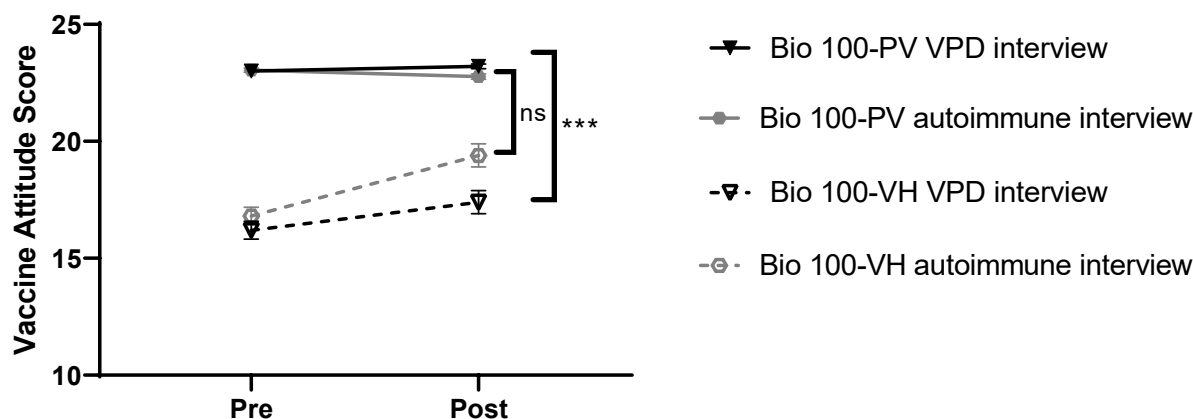 25
20
15
10
Vaccine Attitude Score
Pre
Post
ns
***
Bio 100-PV VPD interview
Bio 100-PV autoimmune interview
Bio 100-VH VPD interview
Bio 100-VH autoimmune interview